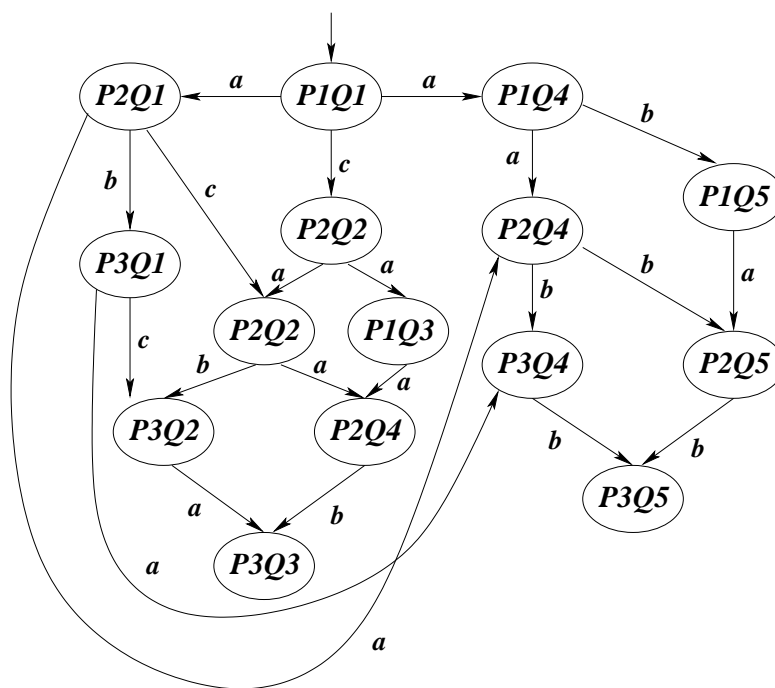 P2Q1 a P1Q1 a P1Q4
b
a
b c c P1Q5
P2Q2 P2Q4
P3Q1 a a b a
b
c P2Q2 P1Q3
b a a P3Q4 P2Q5
P3Q2 P2Q4
b b
a b P3Q5
P3Q3
a
a